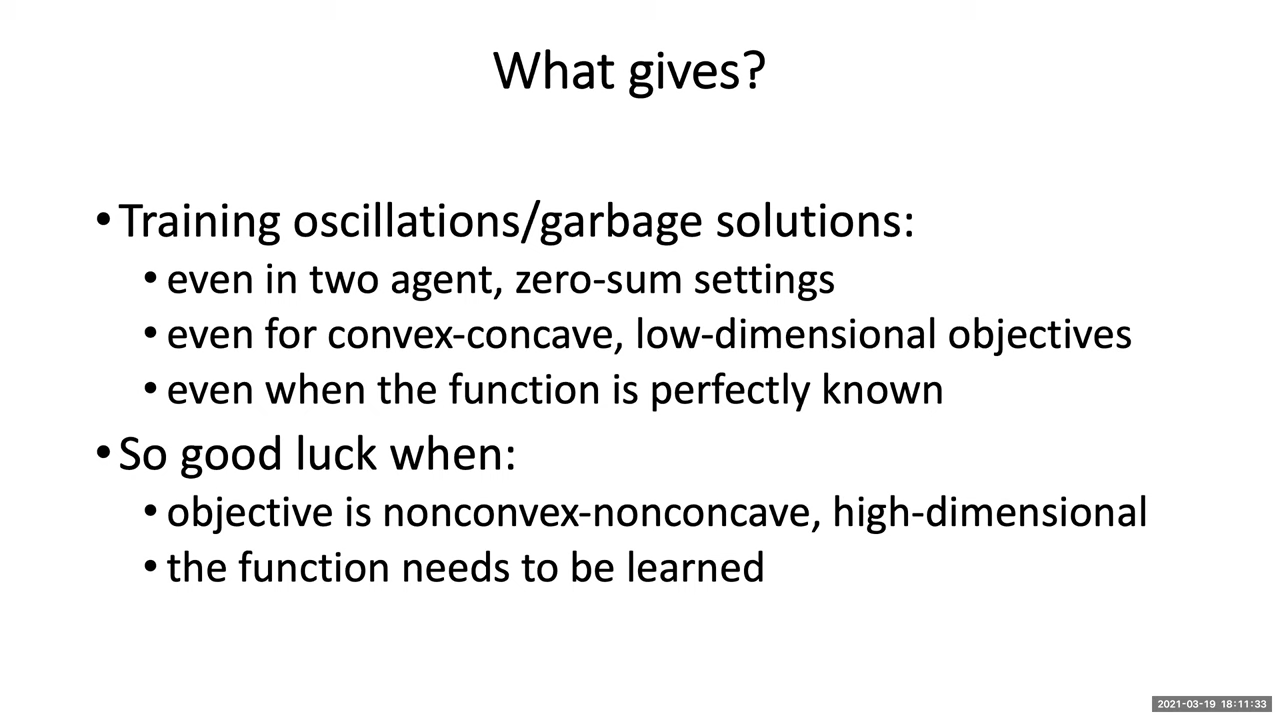 What gives?
• Training oscillations/garbage solutions:
• even in two agent, zero-sum settings
• even for convex-concave, low-dimensional objectives
• even when the function is perfectly known
• So good luck when:
• objective is nonconvex-nonconcave, high-dimensional
• the function needs to be learned
2021-03-19 18:11:33